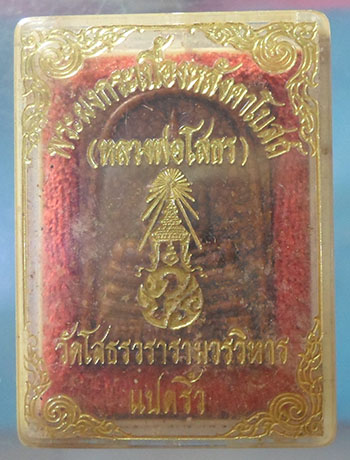 พระผงกระเบื้องหลังคาโบสถ์
(หลวงพ่อโสธร)
วัดโสธรวรารามวรวิหาร
แปดริ้ว